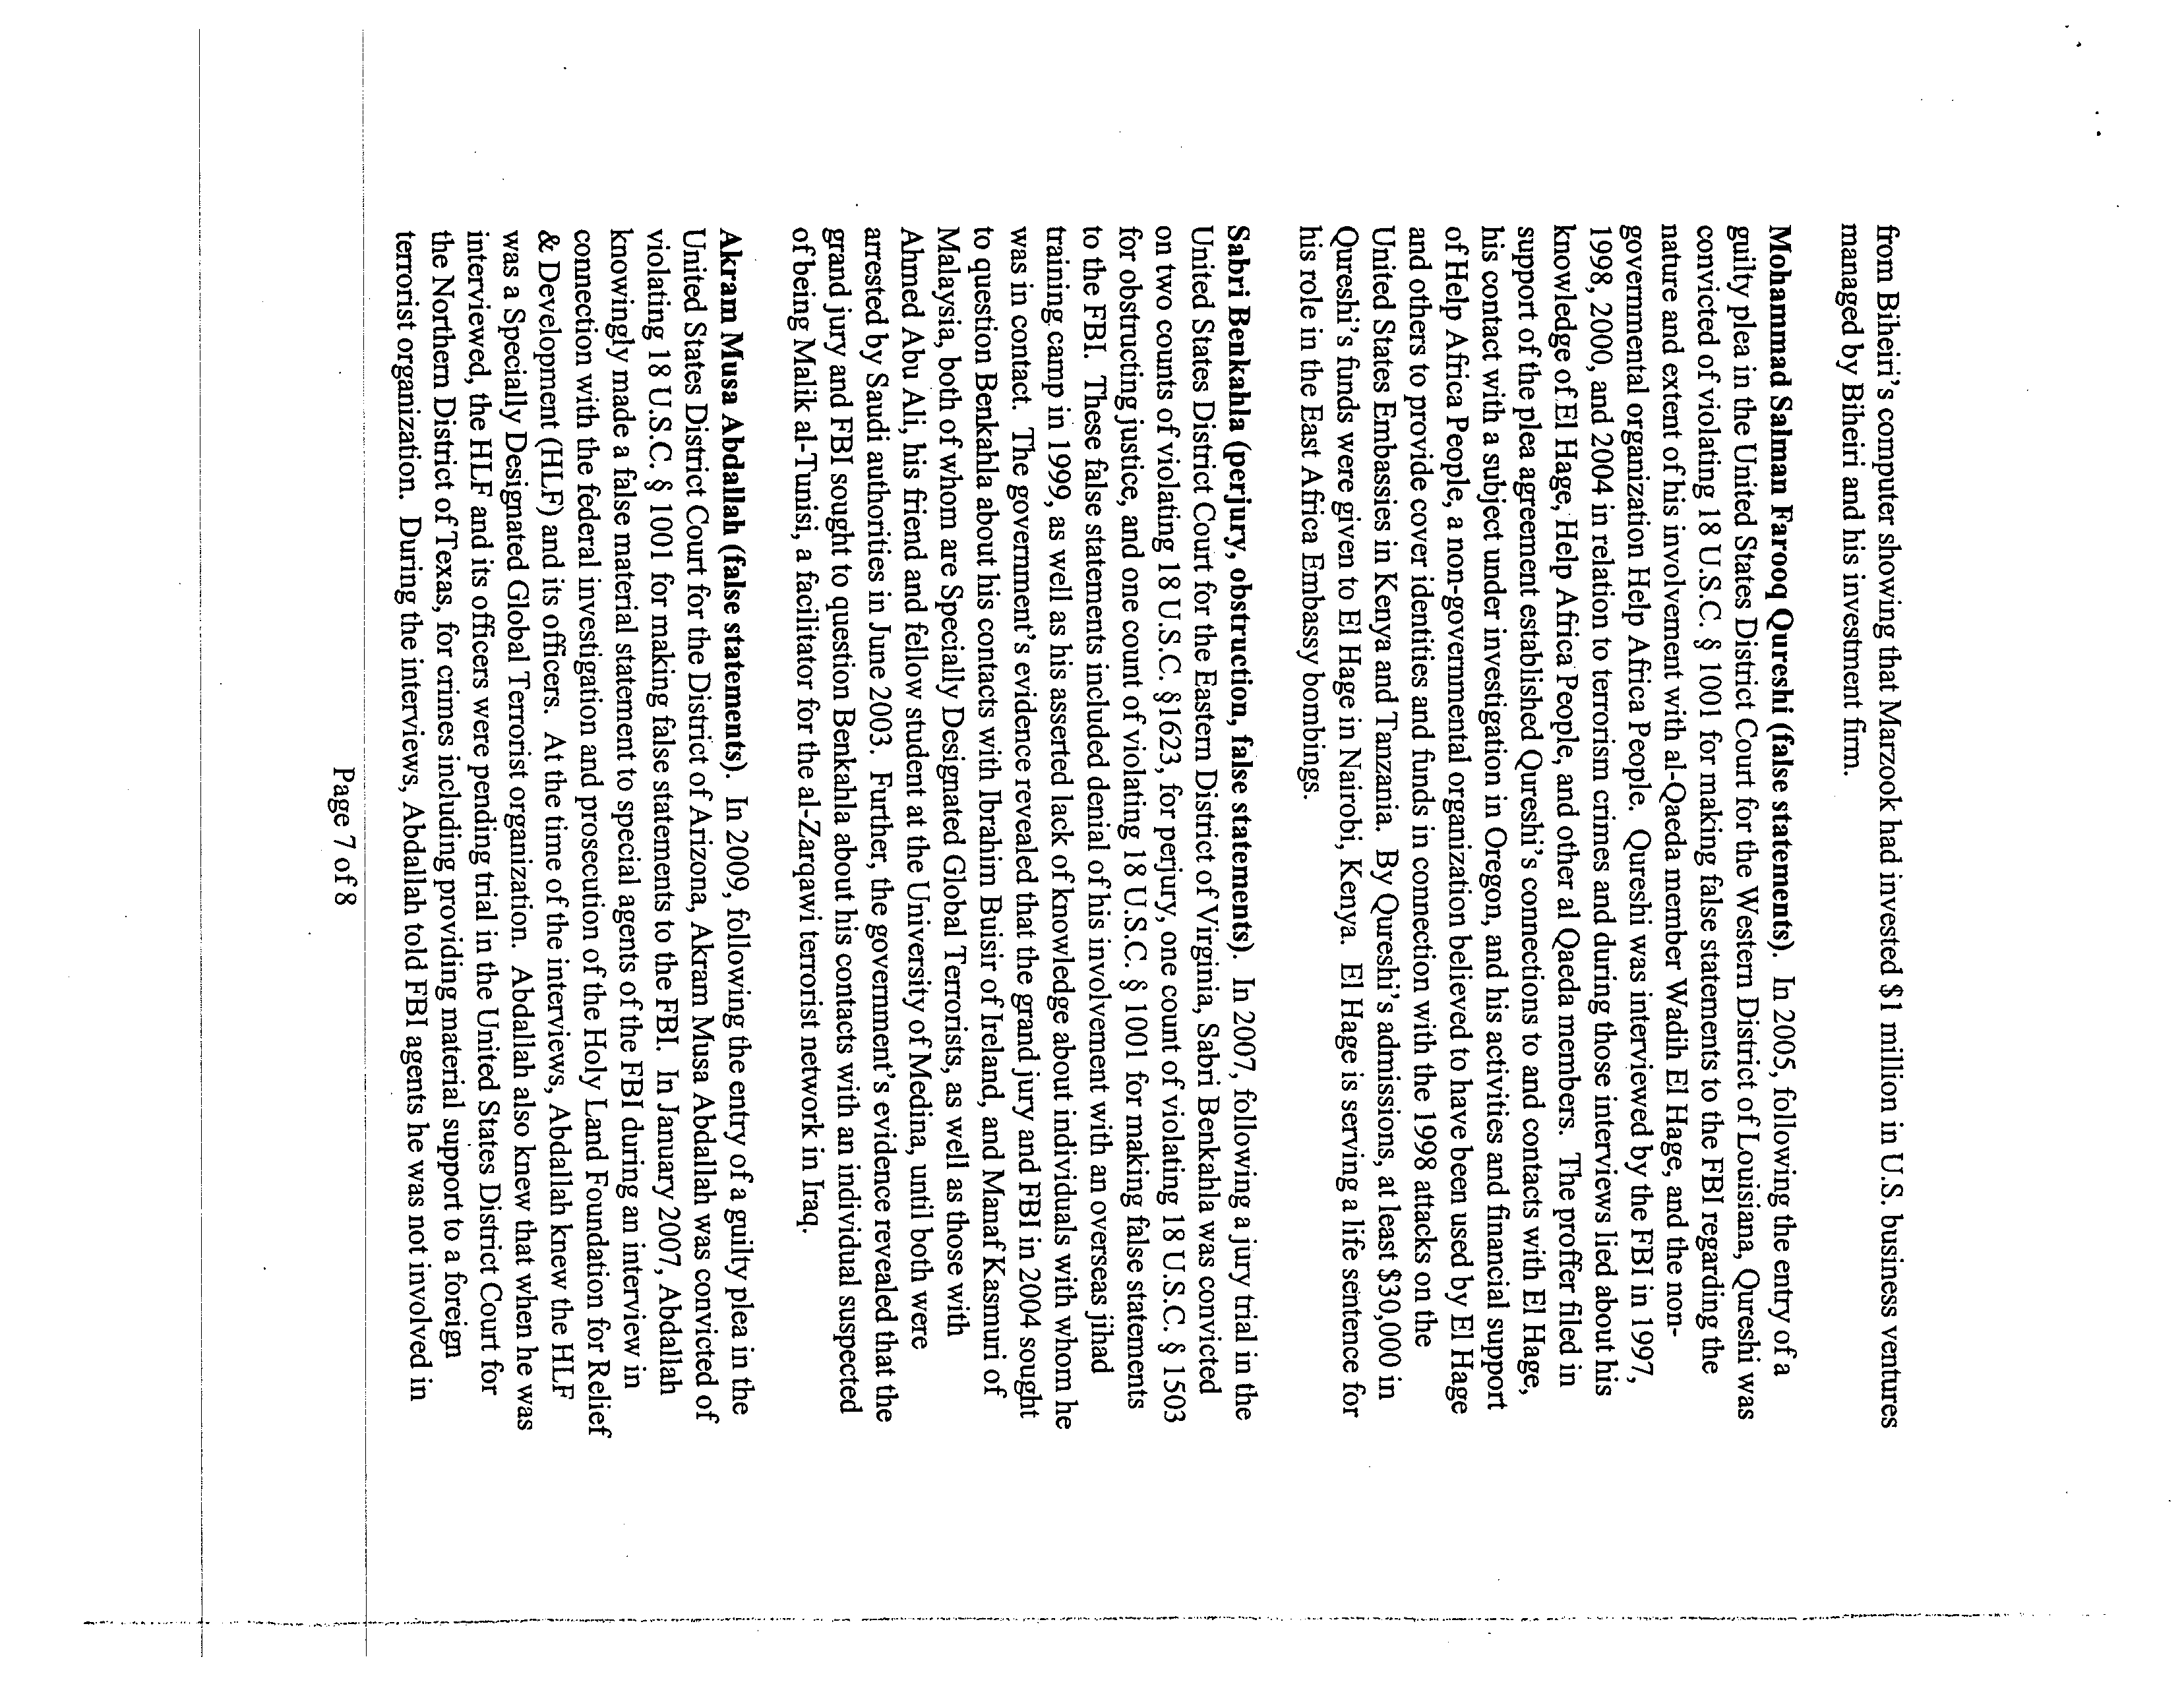 from Biheiri's computer showing that Marzook had invested $1 million in U.S. business ventures
managed by Biheiri and his investment firm.
Mohammad Salman Farooq Qureshi (false statements). In 2005, following the entry of a
guilty plea in the United States District Court for the Western District of Louisiana, Qureshi was
convicted of violating 18 U.S.C. § 1001 for making false statements to the FBI regarding the
nature and extent of his involvement with al-Qaeda member Wadih El Hage, and the non-
governmental organization Help Africa People. Qureshi was interviewed by the FBI in 1997,
1998, 2000, and 2004 in relation to terrorism crimes and during those interviews lied about his
knowledge of El Hage, Help Africa People, and other al Qaeda members. The proffer filed in
support of the plea agreement established Qureshi's connections to and contacts with El Hage,
his contact with a subject under investigation in Oregon, and his activities and financial support
of Help Africa People, a non-governmental organization believed to have been used by El Hage
and others to provide cover identities and funds in connection with the 1998 attacks on the
United States Embassies in Kenya and Tanzania. By Qureshi's admissions, at least $30,000 in
Qureshi's funds were given to El Hage in Nairobi, Kenya. El Hage is serving a life sentence for
his role in the East Africa Embassy bombings.
Sabri Benkahla (perjury, obstruction, false statements). In 2007, following a jury trial in the
United States District Court for the Eastern District of Virginia, Sabri Benkahla was convicted
on two counts of violating 18 U.S.C. §1623, for perjury, one count of violating 18 U.S.C. § 1503
for obstructing justice, and one count of violating 18 U.S.C. § 1001 for making false statements
to the FBI. These false statements included denial of his involvement with an overseas jihad
training camp in 1999, as well as his asserted lack of knowledge about individuals with whom he
was in contact. The government's evidence revealed that the grand jury and FBI in 2004 sought
to question Benkahla about his contacts with Ibrahim Buisir of Ireland, and Manaf Kasmuri of
Malaysia, both of whom are Specially Designated Global Terrorists, as well as those with
Ahmed Abu Ali, his friend and fellow student at the University of Medina, until both were
arrested by Saudi authorities in June 2003. Further, the government's evidence revealed that the
grand jury and FBI sought to question Benkahla about his contacts with an individual suspected
of being Malik al-Tunisi, a facilitator for the al-Zarqawi terrorist network in Iraq.
Akram Musa Abdallah (false statements). In 2009, following the entry of a guilty plea in the
United States District Court for the District of Arizona, Akram Musa Abdallah was convicted of
violating 18 U.S.C. § 1001 for making false statements to the FBI. In January 2007, Abdallah
knowingly made a false material statement to special agents of the FBI during an interview in
connection with the federal investigation and prosecution of the Holy Land Foundation for Relief
& Development (HLF) and its officers. At the time of the interviews, Abdallah knew the HLF
was a Specially Designated Global Terrorist organization. Abdallah also knew that when he was
interviewed, the HLF and its officers were pending trial in the United States District Court for
the Northern District of Texas, for crimes including providing material support to a foreign
terrorist organization. During the interviews, Abdallah told FBI agents he was not involved in
Page 7 of 8